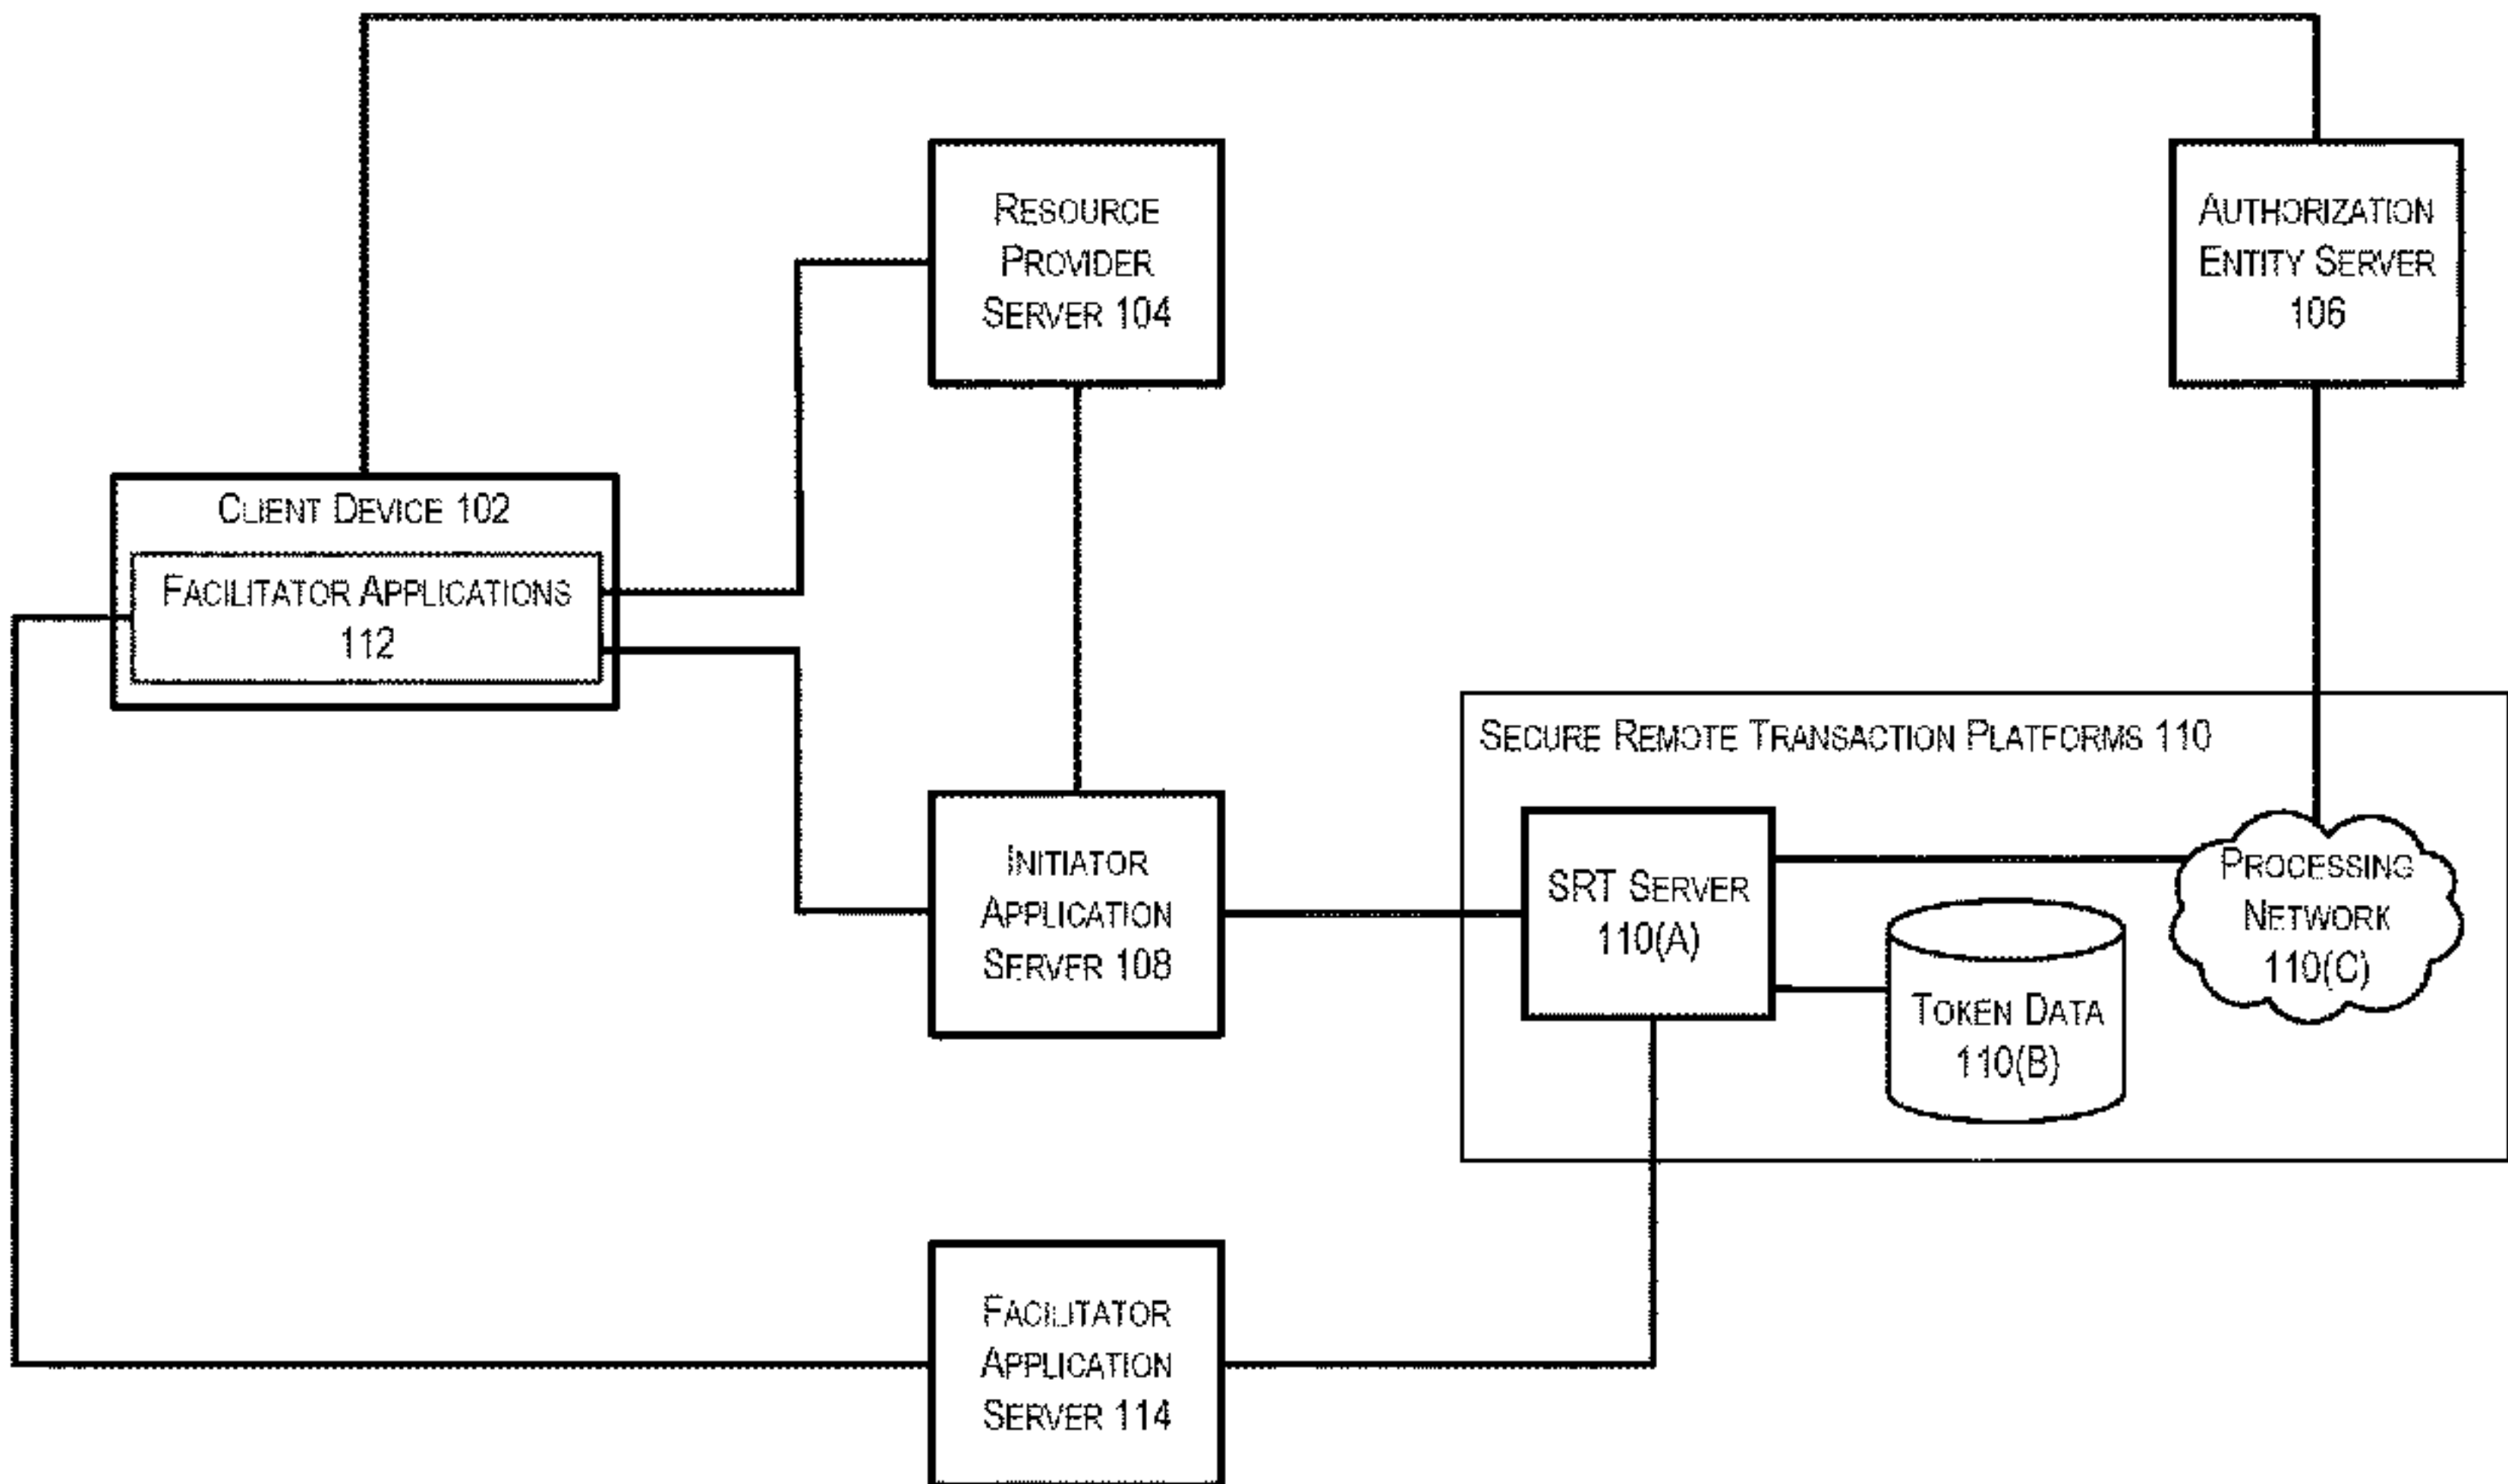 RESOURCE
PROVIDER
SERVER 104
AUTHORIZATION
ENTITY SERVER
106
CLIENT DEVICE 102
FACILITATOR APPLICATIONS
112
SECURE REMOTE TRANSACTION PLATFORMS 110
INITIATOR
APPLICATION
SERVER 108
SRT SERVER
110(A)
PROCESSING
NETWORK
110(C)
TOKEN DATA
110(B)
FACILITATOR
APPLICATION
SERVER 114